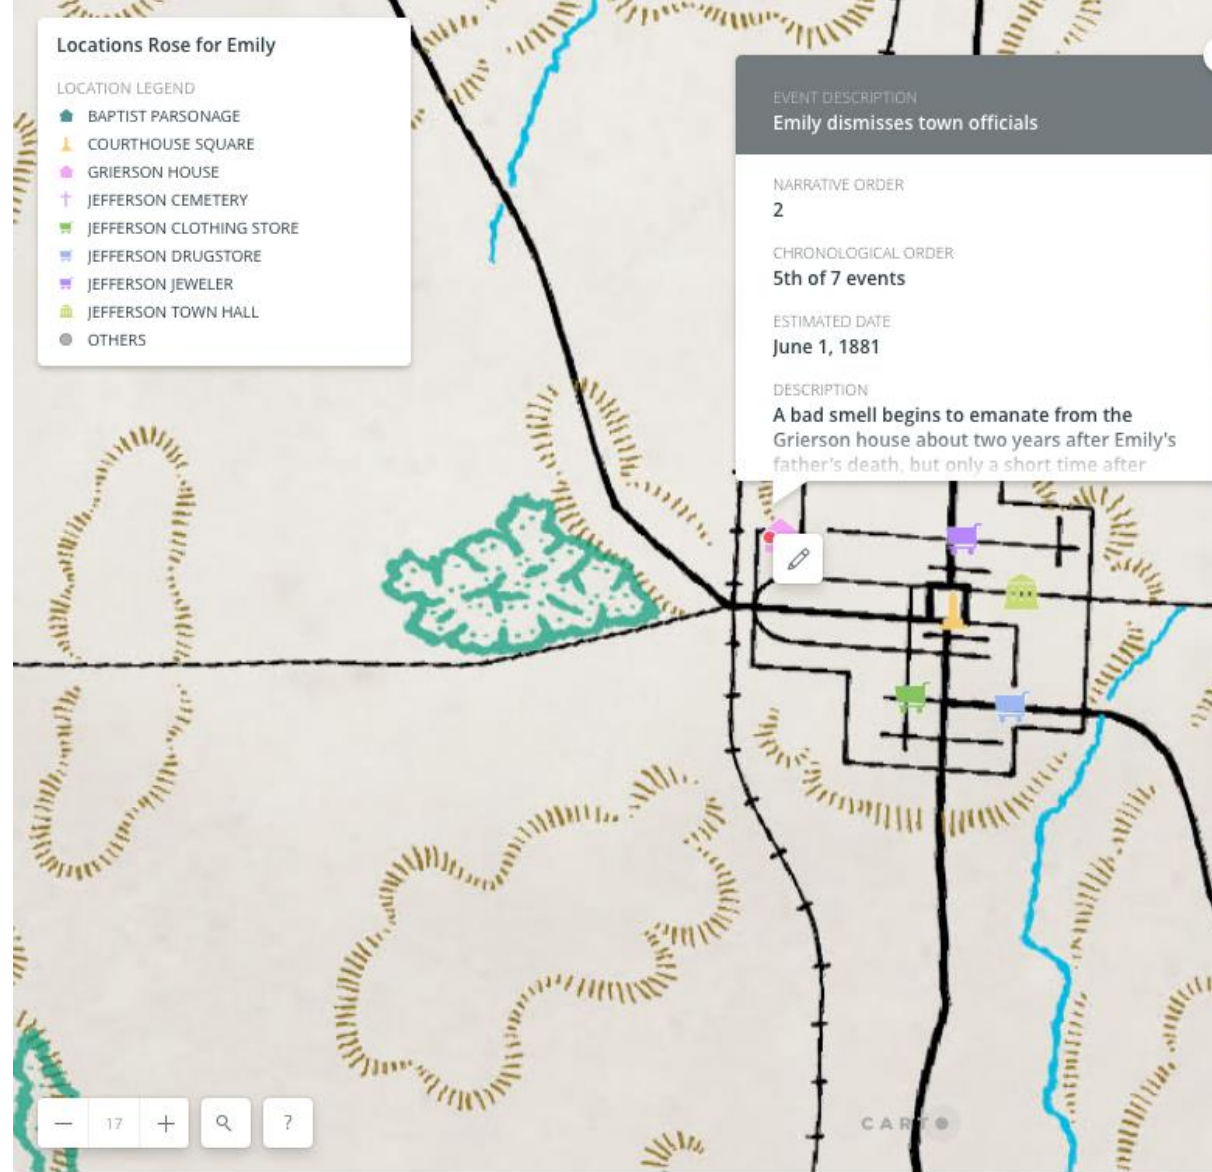 Locations Rose for Emily
LOCATION LEGEND
BAPTIST PARSONAGE
COURTHOUSE SQUARE
GRIERSON HOUSE
JEFFERSON CEMETERY
JEFFERSON CLOTHING STORE
JEFFERSON DRUGSTORE
JEFFERSON JEWELER
JEFFERSON TOWN HALL
OTHERS
EVENT DESCRIPTION
Emily dismisses town officials
NARRATIVE ORDER
2
CHRONOLOGICAL ORDER
5th of 7 events
ESTIMATED DATE
June 1, 1881
DESCRIPTION
A bad smell begins to emanate from the
Grierson house about two years after Emily's
father's death, but only a short time after
17
?
CARTO